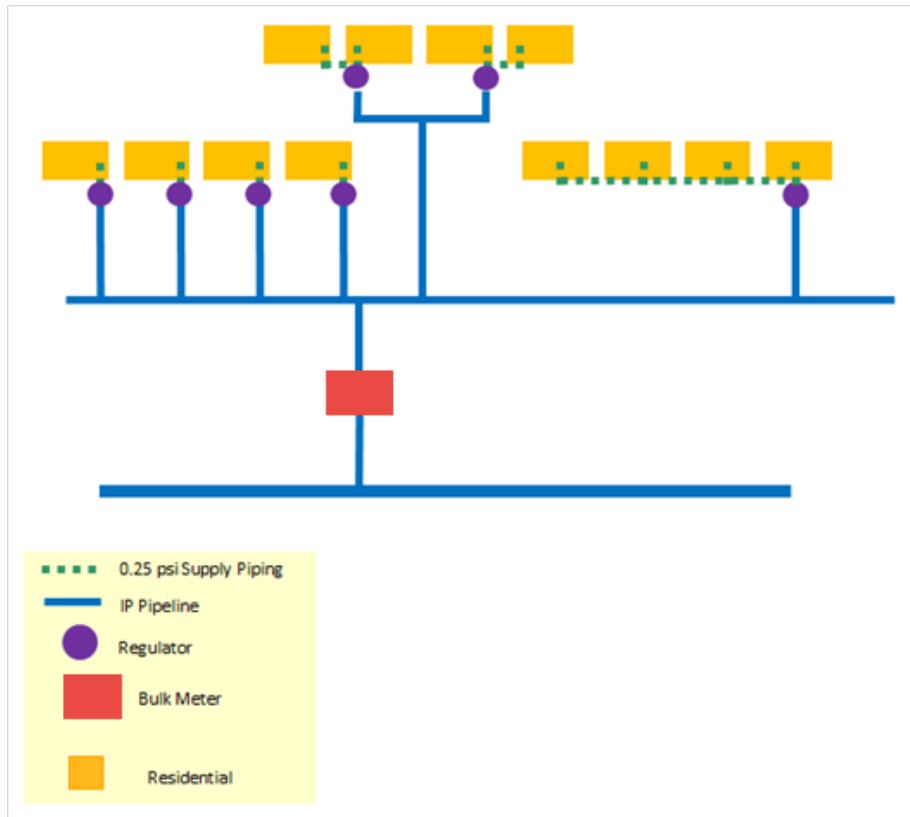 0.25 psi Supply Piping
IP Pipeline
Regulator
Bulk Meter
Residential